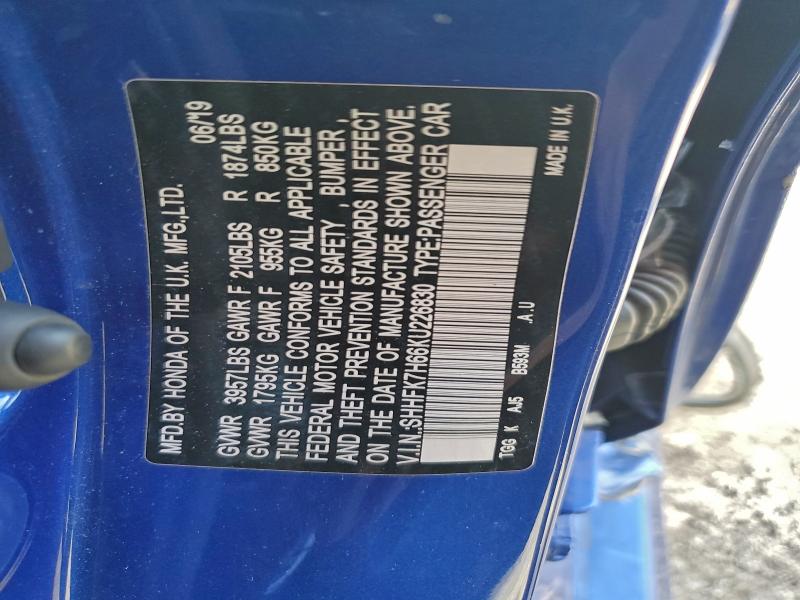 MFD.BY HONDA OF THE U.K. MFG.,LTD. 06/19
GVWR 3957LBS GAWR F 2105LBS R 1874LBS
GVWR 1795KG GAWR F 955KG R 850KG
THIS VEHICLE CONFORMS TO ALL APPLICABLE
FEDERAL MOTOR VEHICLE SAFETY , BUMPER ,
AND THEFT PREVENTION STANDARDS IN EFFECT
ON THE DATE OF MANUFACTURE SHOWN ABOVE.
V.I.N.:SHHFK7H66KU226830 TYPE:PASSENGER CAR
TGG K AJ5 B593M .A.U
MADE IN U.K.